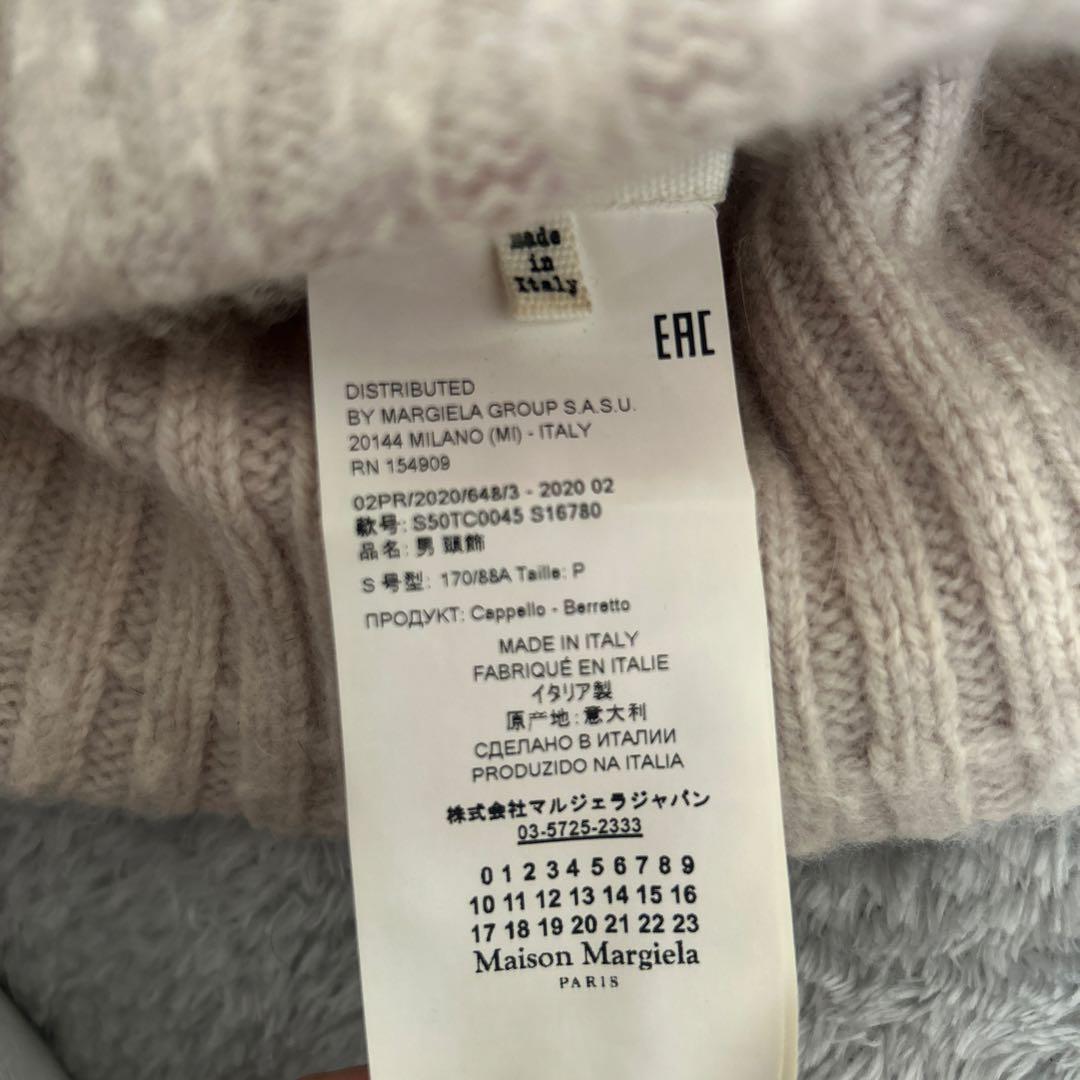 made
in
Italy
EAC
DISTRIBUTED
BY MARGIELA GROUP S.A.S.U.
20144 MILANO (MI) - ITALY
RN 154909
02PR/2020/648/3 - 2020 02
款号: S50TC0045 S16780
品名: 男 頭飾
S 号型: 170/88A Taille: P
ПРОДУКТ: Cappello - Berretto
MADE IN ITALY
FABRIQUÉ EN ITALIE
イタリア製
原产地: 意大利
СДЕЛАНО В ИТАЛИИ
PRODUZIDO NA ITALIA
株式会社マルジェラジャパン
03-5725-2333
0 1 2 3 4 5 6 7 8 9
10 11 12 13 14 15 16
17 18 19 20 21 22 23
Maison Margiela
PARIS